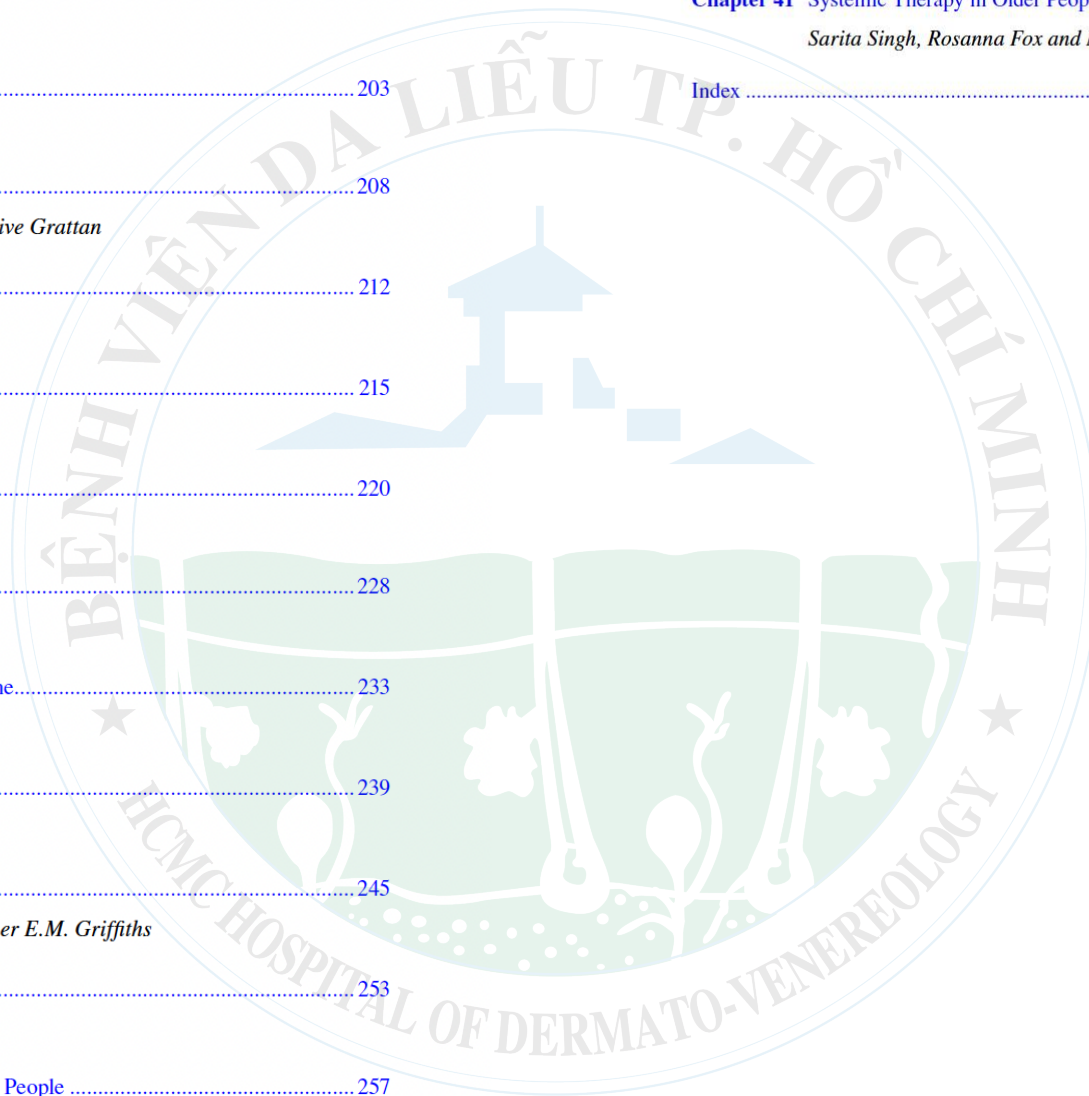 203
208
ive Grattan
212
215
220
228
ne 233
239
245
er E.M. Griffiths
253
People 257
Chapter 41 Systemic Therapy in Older Peop
Sarita Singh, Rosanna Fox and
Index
BỆNH VIỆN DA LIỄU TP. HỒ CHÍ MINH
HCMC HOSPITAL OF DERMATO-VENEREOLOGY